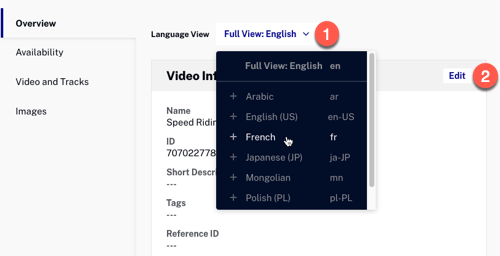 Overview
Availability
Video and Tracks
Images
Language View
Full View: English
1
Full View: English en
+ Arabic ar
+ English (US) en-US
+ French fr
+ Japanese (JP) ja-JP
+ Mongolian mn
+ Polish (PL) pl-PL
Video Inf
Edit
2
Name
Speed Ridin
ID
707022778
Short Descri
---
Tags
---
Reference ID
---